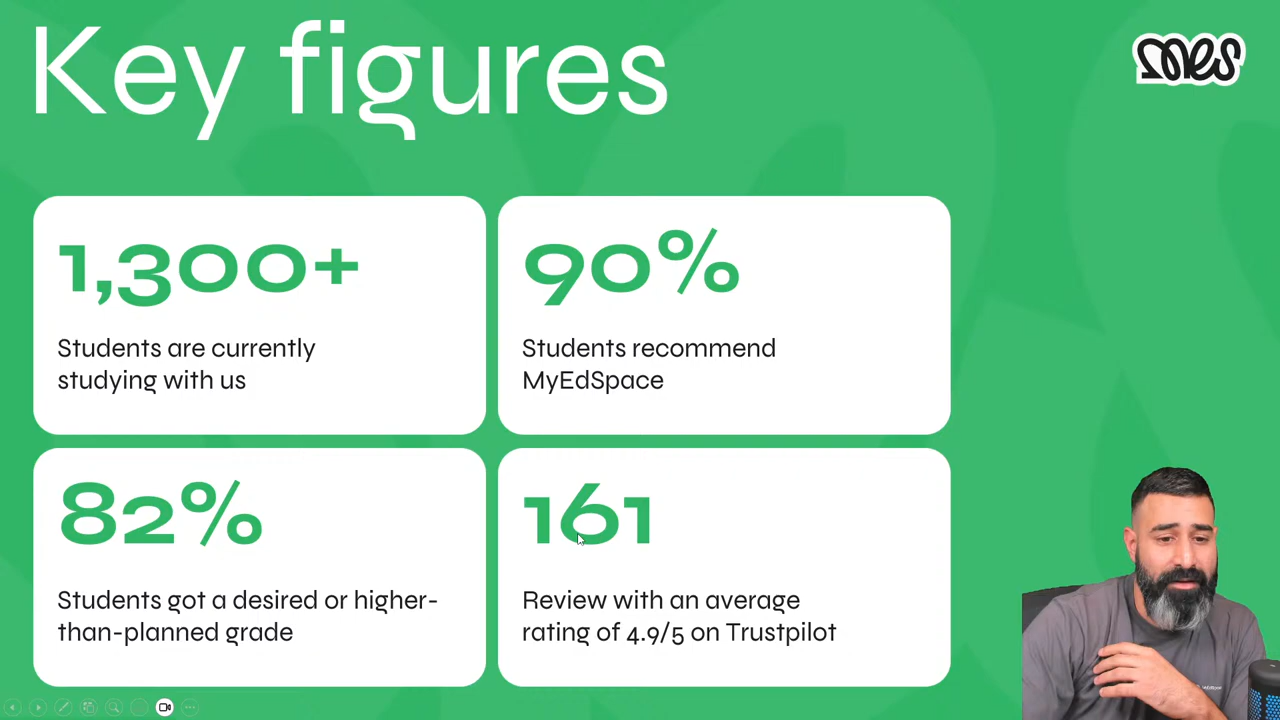 Key figures
mes
1,300+
Students are currently
studying with us
90%
Students recommend
MyEdSpace
82%
Students got a desired or higher-
than-planned grade
161
Review with an average
rating of 4.9/5 on Trustpilot